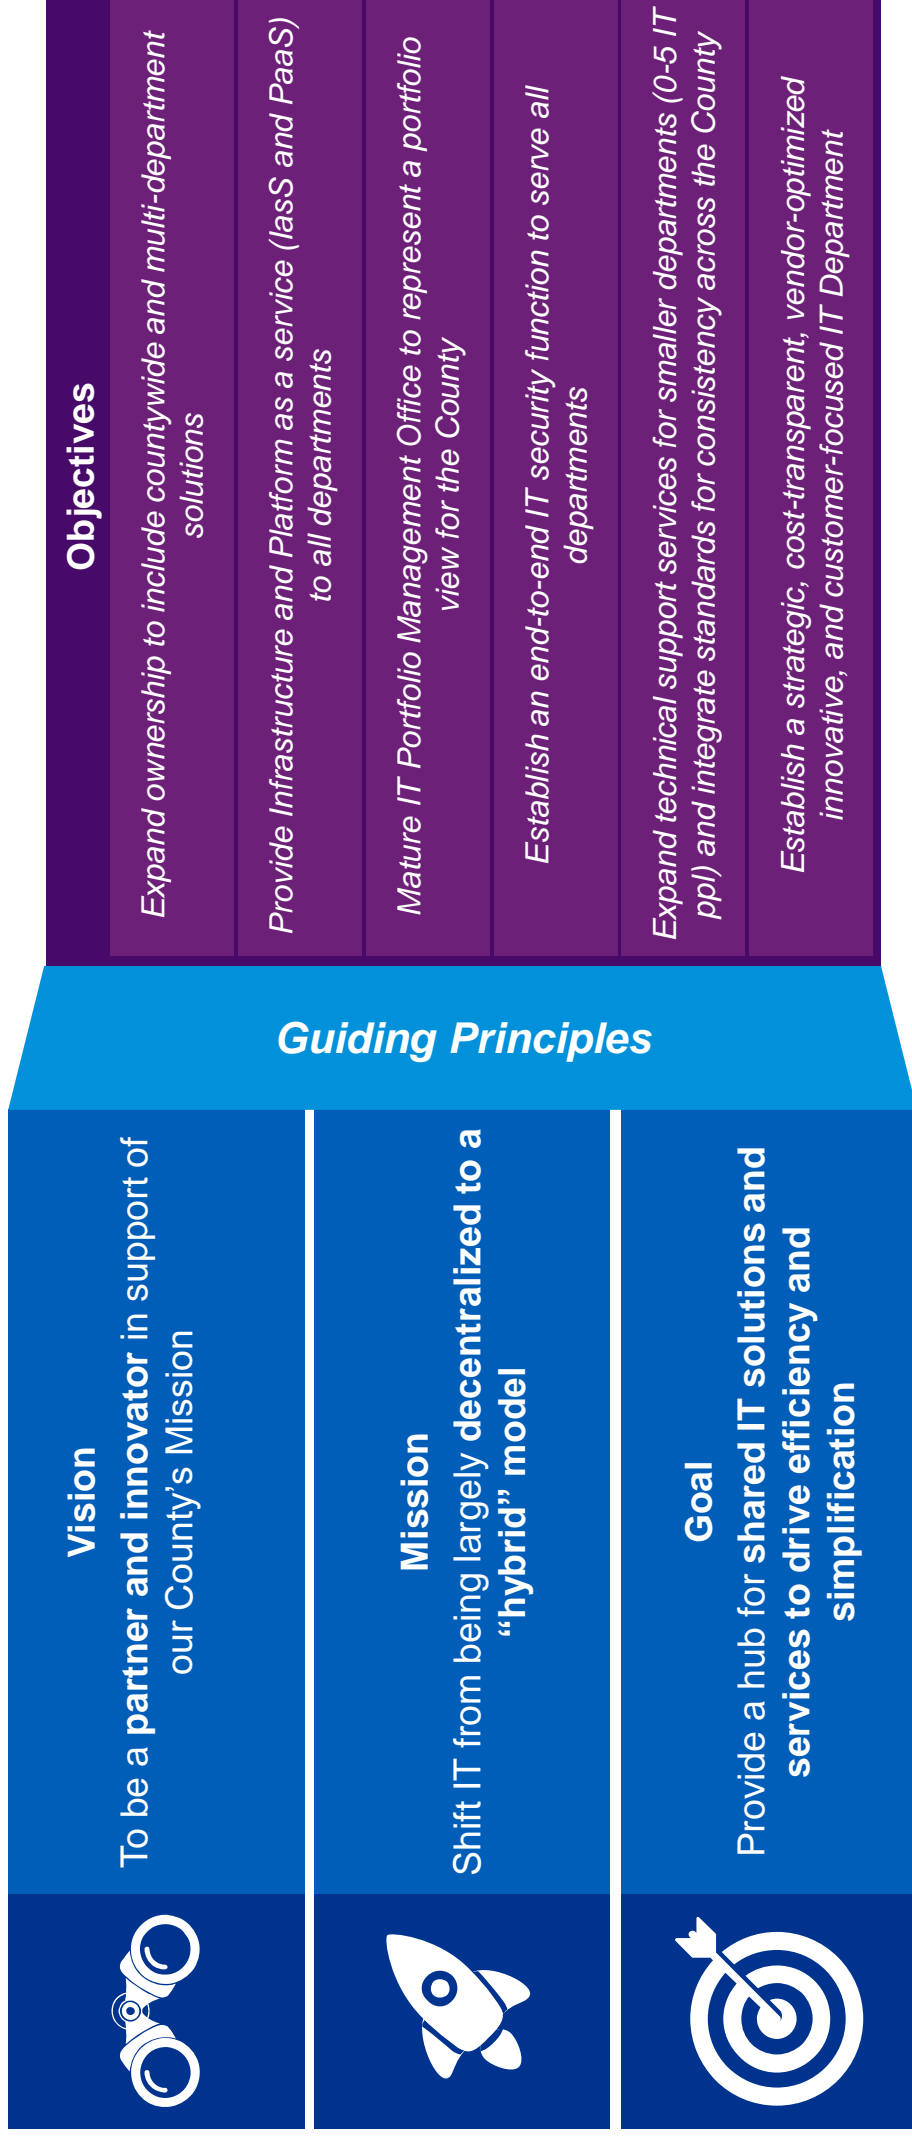 Vision
To be a partner and innovator in support of
our County’s Mission
Mission
Shift IT from being largely decentralized to a
“hybrid” model
Goal
Provide a hub for shared IT solutions and
services to drive efficiency and
simplification
Guiding Principles
Objectives
Expand ownership to include countywide and multi-department
solutions
Provide Infrastructure and Platform as a service (IasS and PaaS)
to all departments
Mature IT Portfolio Management Office to represent a portfolio
view for the County
Establish an end-to-end IT security function to serve all
departments
Expand technical support services for smaller departments (0-5 IT
ppl) and integrate standards for consistency across the County
Establish a strategic, cost-transparent, vendor-optimized
innovative, and customer-focused IT Department